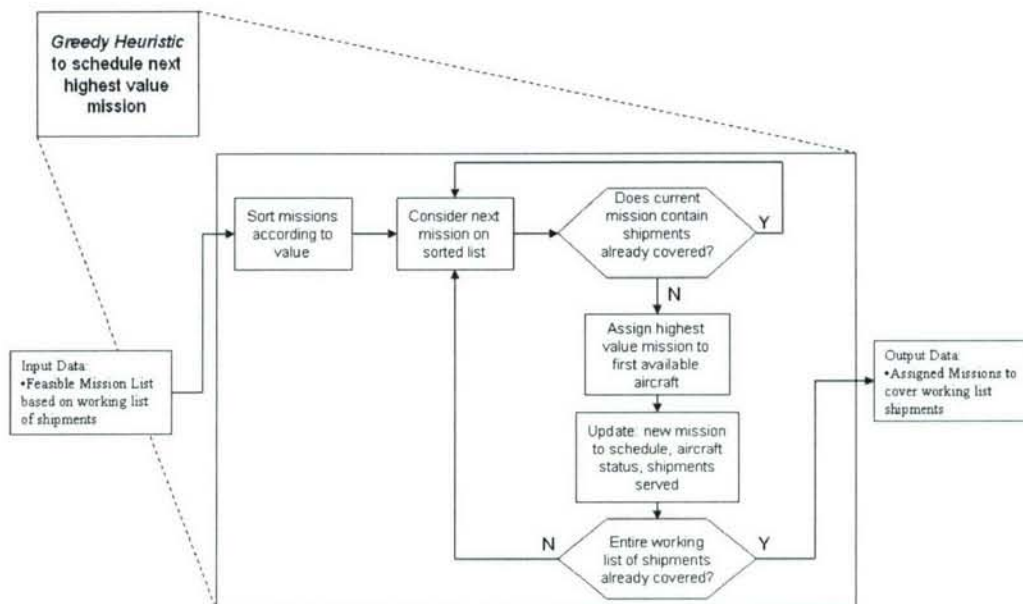 Greedy Heuristic
to schedule next
highest value
mission
Sort missions
according to
value
Consider next
mission on
sorted list
Does current
mission contain
shipments
already covered?
Y
N
Assign highest
value mission to
first available
aircraft
Input Data:
•Feasible Mission List
based on working list
of shipments
Output Data:
•Assigned Missions to
cover working list
shipments
Update: new mission
to schedule, aircraft
status, shipments
served
N
Entire working
list of shipments
already covered?
Y